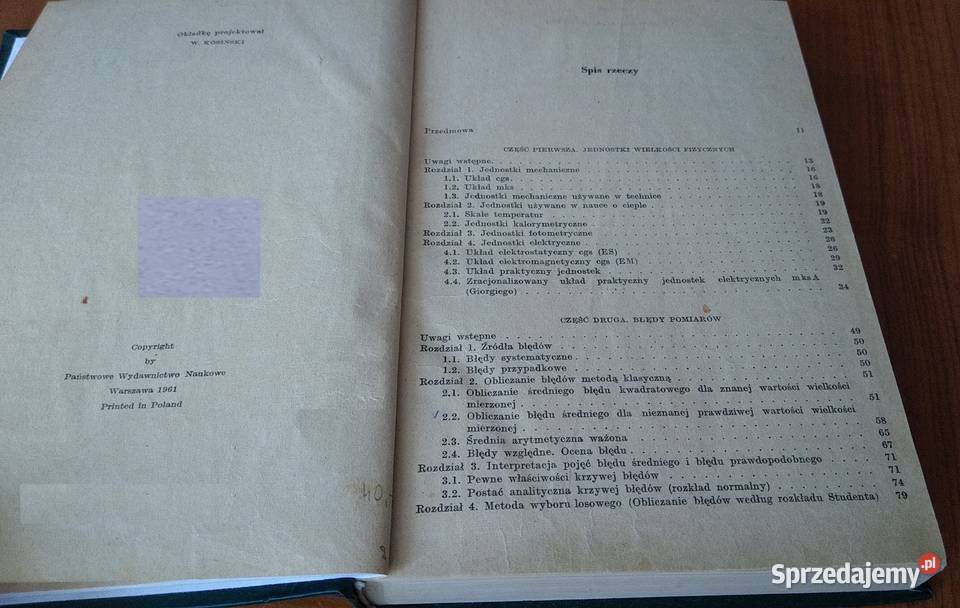 Okładkę projektował
W. KOSIŃSKI
Copyright
by
Państwowe Wydawnictwo Naukowe
Warszawa 1961
Printed in Poland
40,-
2
Spis rzeczy
Przedmowa 11
CZĘŚĆ PIERWSZA. JEDNOSTKI WIELKOŚCI FIZYCZNYCH
Uwagi wstępne. 13
Rozdział 1. Jednostki mechaniczne 16
1.1. Układ cgs. 16
1.2. Układ mks 18
1.3. Jednostki mechaniczne używane w technice 18
Rozdział 2. Jednostki używane w nauce o cieple 19
2.1. Skale temperatur 19
2.2. Jednostki kalorymetryczne 22
Rozdział 3. Jednostki fotometryczne 23
Rozdział 4. Jednostki elektryczne 26
4.1. Układ elektrostatyczny cgs (ES) 26
4.2. Układ elektromagnetyczny cgs (EM) 29
4.3. Układ praktyczny jednostek 32
4.4. Zracjonalizowany układ praktyczny jednostek elektrycznych mksA
(Giorgiego) 34
CZĘŚĆ DRUGA. BŁĘDY POMIARÓW
Uwagi wstępne 49
Rozdział 1. Źródła błędów 50
1.1. Błędy systematyczne 50
1.2. Błędy przypadkowe 50
Rozdział 2. Obliczanie błędów metodą klasyczną 51
2.1. Obliczanie średniego błędu kwadratowego dla znanej wartości wielkości
mierzonej 51
2.2. Obliczanie błędu średniego dla nieznanej prawdziwej wartości wielkości
mierzonej 58
2.3. Średnia arytmetyczna ważona 65
2.4. Błędy względne. Ocena błędu 67
Rozdział 3. Interpretacja pojęć błędu średniego i błędu prawdopodobnego 71
3.1. Pewne właściwości krzywej błędów 71
3.2. Postać analityczna krzywej błędów (rozkład normalny) 74
Rozdział 4. Metoda wyboru losowego (Obliczanie błędów według rozkładu Studenta) 79
Sprzedajemy.pl